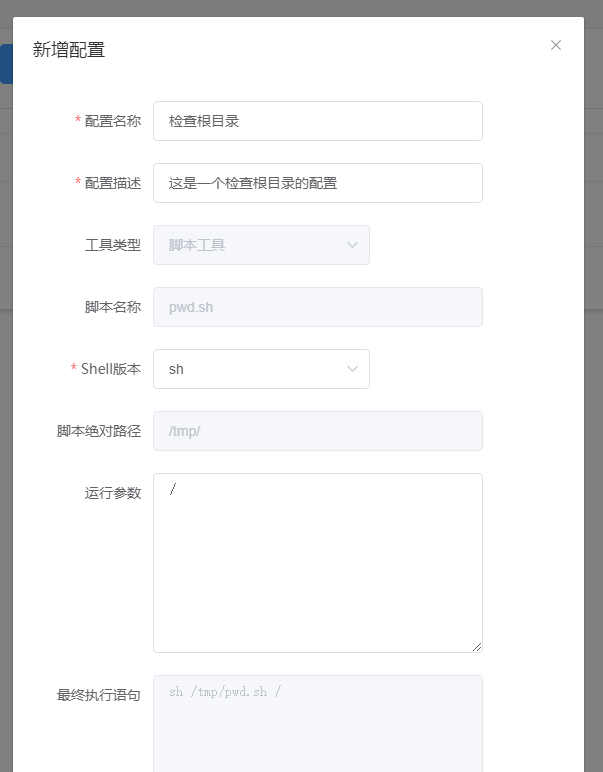 新增配置
* 配置名称 检查根目录
* 配置描述 这是一个检查根目录的配置
工具类型 脚本工具
脚本名称 pwd.sh
* Shell版本 sh
脚本绝对路径 /tmp/
运行参数 /
最终执行语句 sh /tmp/pwd.sh /